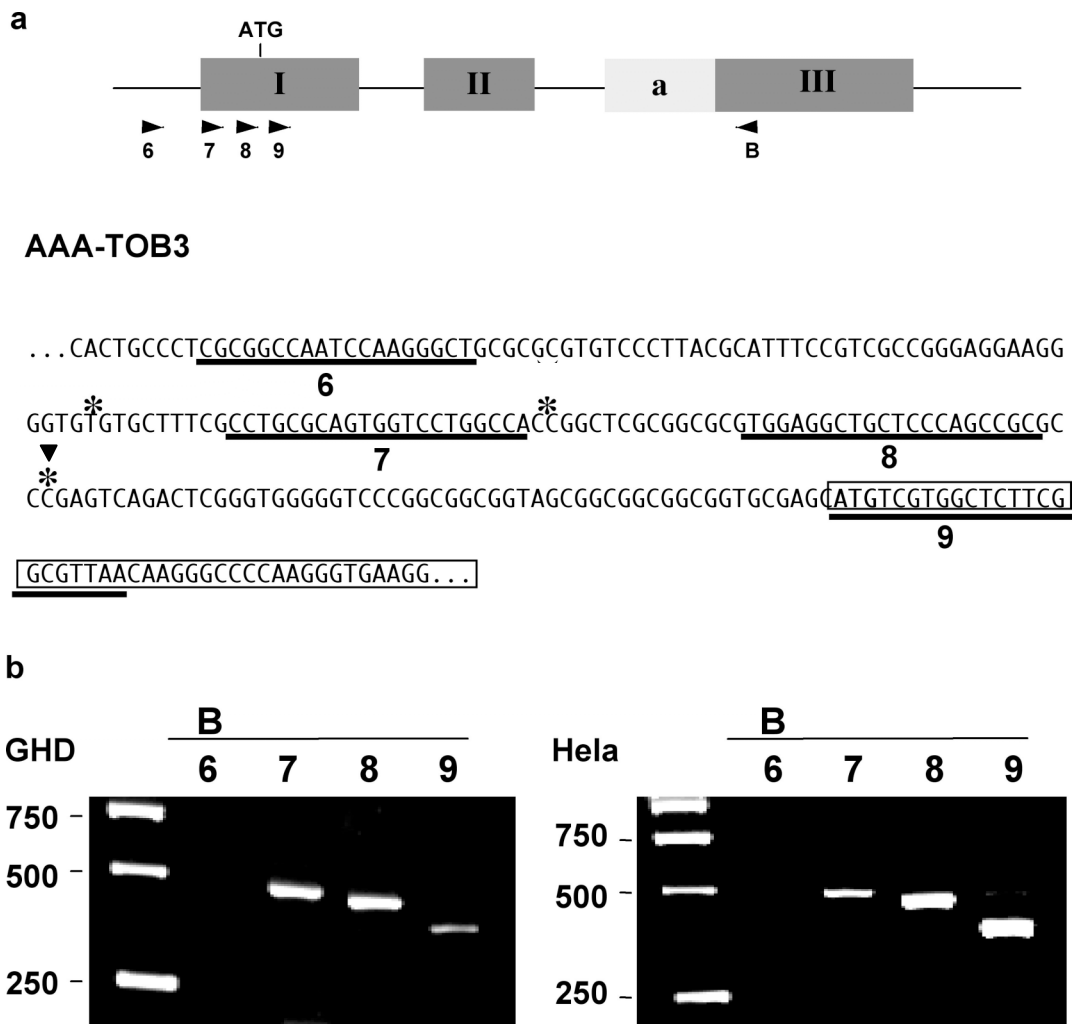 a
ATG
I II a III
6 7 8 9 B
AAA-TOB3
...CACTGCCCTCGCGGCCAATCCAAGGGCTGCGCGCGTGTCCCTTACGCATTTCCGTCGCCGGGAGGAAGG
6
* *
GGTGTGTGCTTTCGCCTGCGCAGTGGTCCTGGCCACCGGCTCGCGGCGCGTGGAGGCTGCTCCCAGCCGCGC
7 8
*
CCGAGTCAGACTCGGGTGGGGGTCCCGGCGGCGGTAGCGGCGGCGGCGGTGCGAGCATGTCGTGGCTCTTCG
9
GCGTTAACAAGGGCCCCAAGGGTGAAGG...
b
B
GHD 6 7 8 9
750
500
250
B
Hela 6 7 8 9
750
500
250